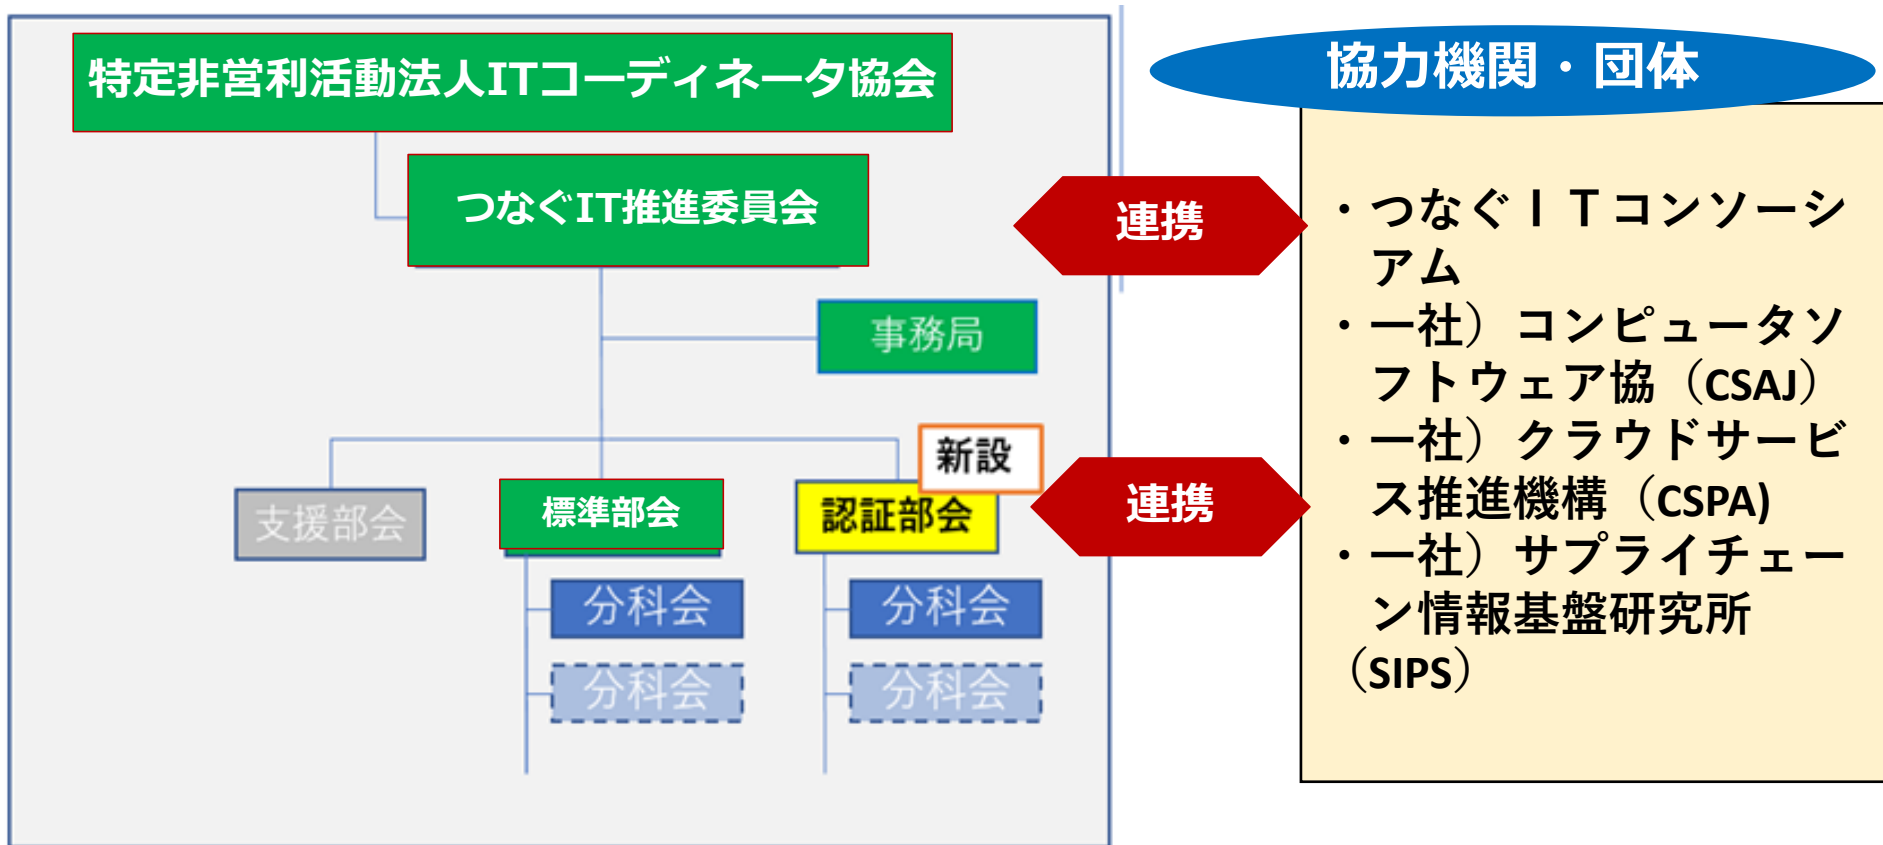 特定非営利活動法人ITコーディネータ協会
つなぐIT推進委員会
事務局
新設
支援部会
標準部会
認証部会
分科会
分科会
分科会
分科会
連携
連携
協力機関・団体
・つなぐＩＴコンソーシ
アム
・一社）コンピュータソ
フトウェア協（CSAJ）
・一社）クラウドサービ
ス推進機構（CSPA)
・一社）サプライチェー
ン情報基盤研究所
（SIPS）